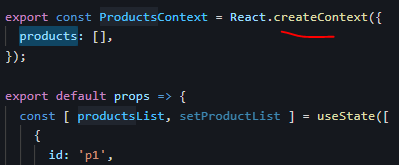 export const ProductsContext = React.createContext({
products: [],
});
export default props => {
const [ productsList, setProductList ] = useState([
{
id: 'p1',